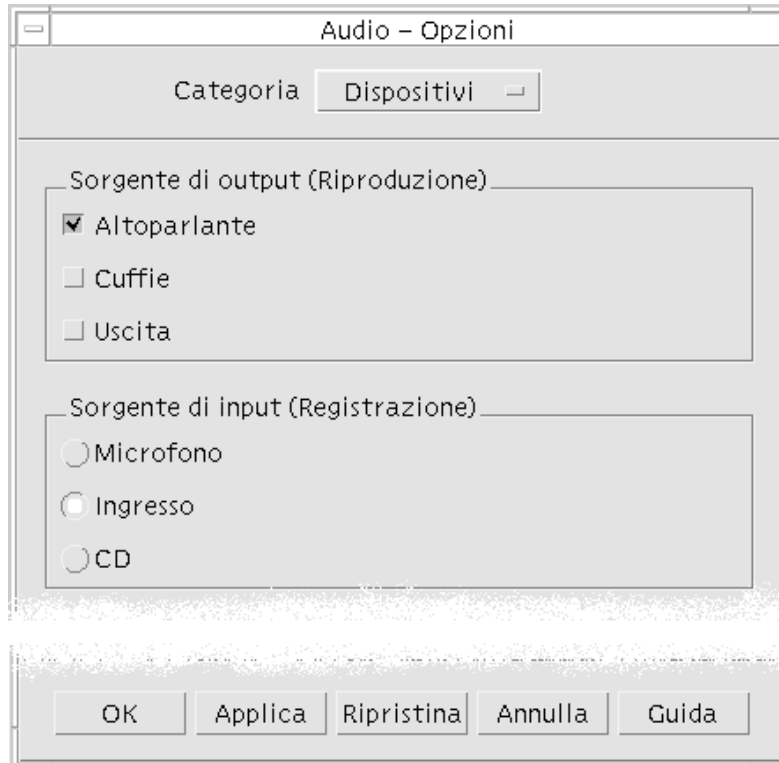 Audio – Opzioni
Categoria Dispositivi
Sorgente di output (Riproduzione)
Altoparlante
Cuffie
Uscita
Sorgente di input (Registrazione)
Microfono
Ingresso
CD
OK Applica Ripristina Annulla Guida